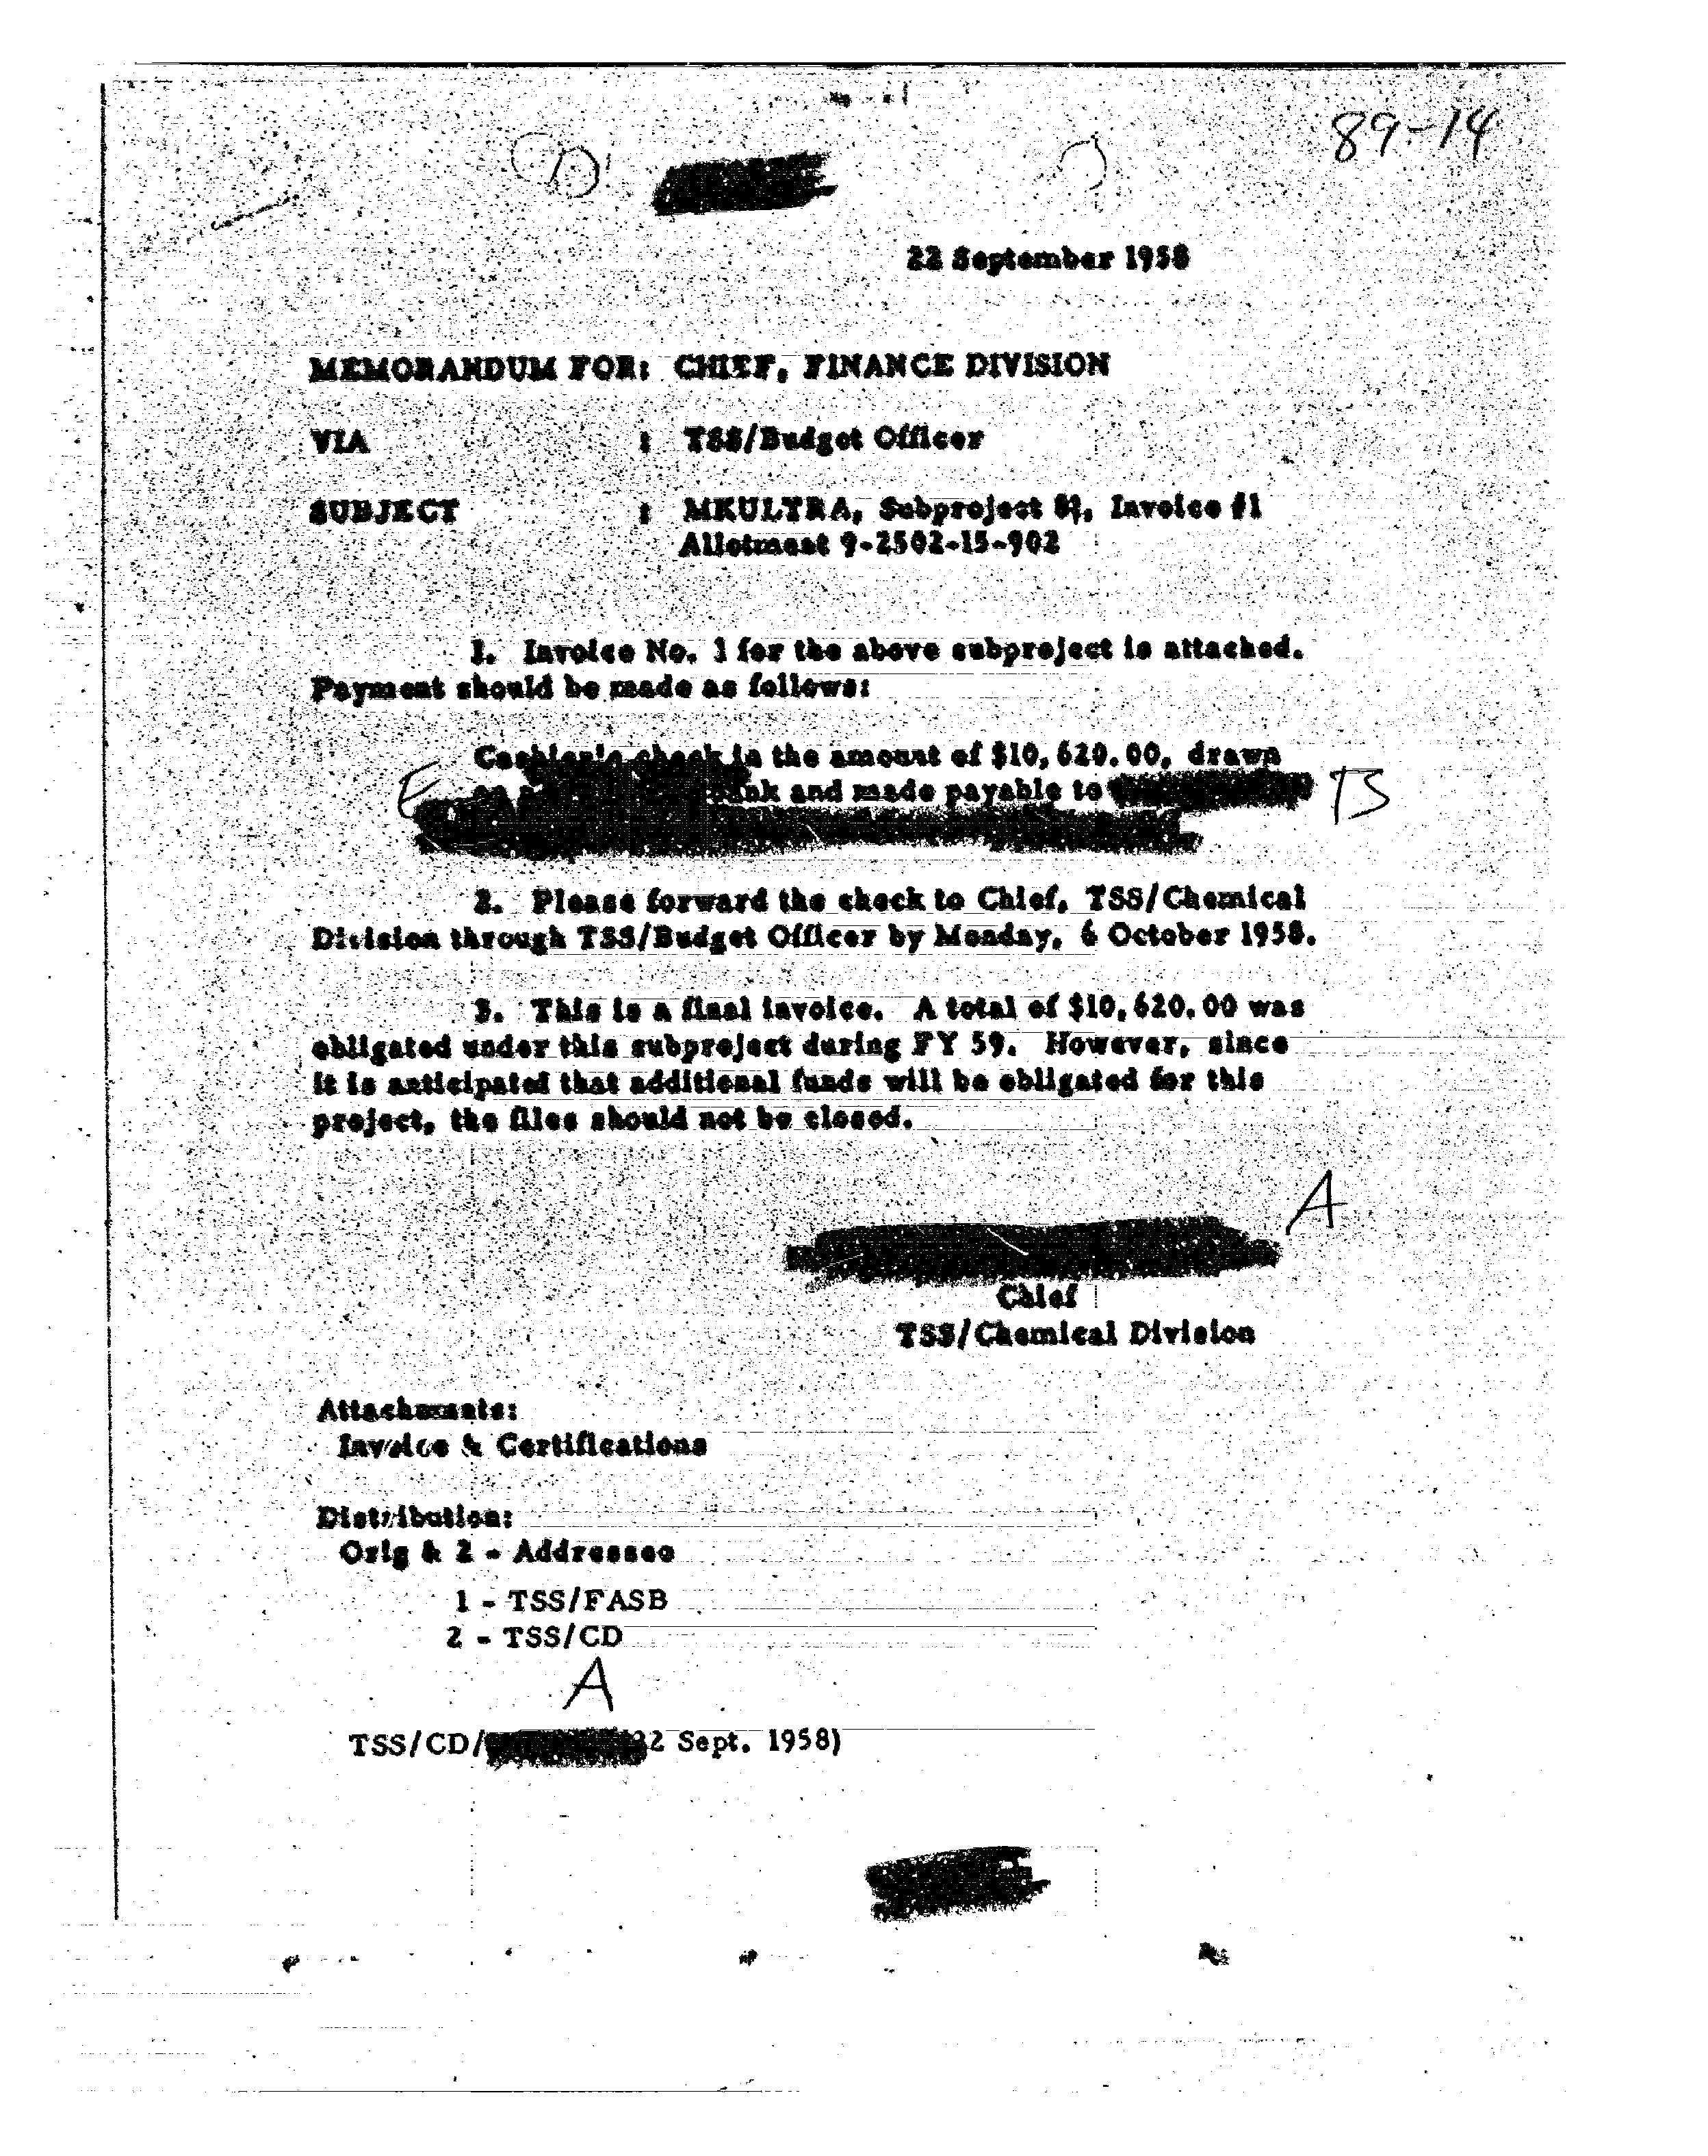 89-14
D
22 September 1958
MEMORANDUM FOR: CHIEF, FINANCE DIVISION
VIA : TSS/Budget Officer
SUBJECT : MKULTRA, Subproject, Invoice #1
Allotment 9-2502-15-902
1. Invoice No. 1 for the above subproject is attached.
Payment should be made as follows:
Cashier's check in the amount of $10,620.00, drawn
E and made payable to TS
2. Please forward the check to Chief, TSS/Chemical
Division through TSS/Budget Officer by Monday, 6 October 1958.
3. This is a final invoice. A total of $10,620.00 was
obligated under this subproject during FY 59. However, since
it is anticipated that additional funds will be obligated for this
project, the files should not be closed.
A
Chief
TSS/Chemical Division
Attachments:
Invoice & Certifications
Distribution:
Orig & 2 - Addressee
1 - TSS/FASB
2 - TSS/CD
A
TSS/CD/ 22 Sept. 1958)